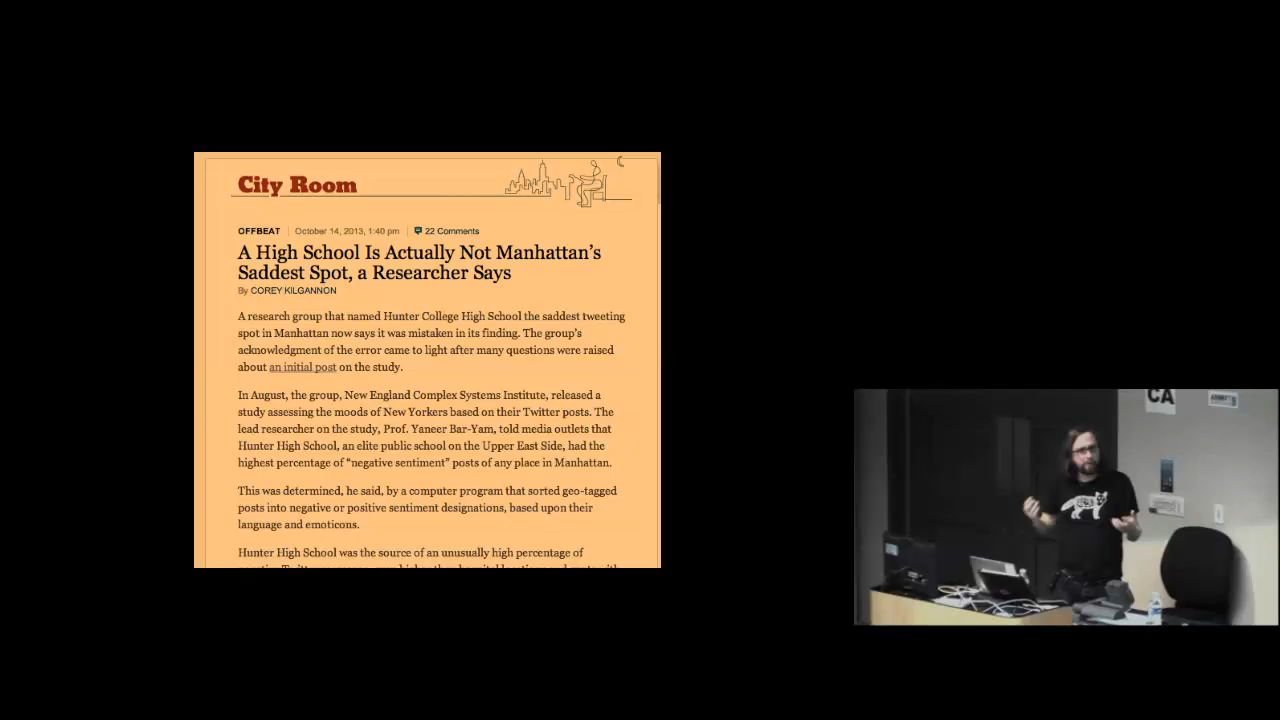 City Room
OFFBEAT October 14, 2013, 1:40 pm 22 Comments
A High School Is Actually Not Manhattan's
Saddest Spot, a Researcher Says
By COREY KILGANNON
A research group that named Hunter College High School the saddest tweeting
spot in Manhattan now says it was mistaken in its finding. The group's
acknowledgment of the error came to light after many questions were raised
about an initial post on the study.
In August, the group, New England Complex Systems Institute, released a
study assessing the moods of New Yorkers based on their Twitter posts. The
lead researcher on the study, Prof. Yaneer Bar-Yam, told media outlets that
Hunter High School, an elite public school on the Upper East Side, had the
highest percentage of “negative sentiment” posts of any place in Manhattan.
This was determined, he said, by a computer program that sorted geo-tagged
posts into negative or positive sentiment designations, based upon their
language and emoticons.
Hunter High School was the source of an unusually high percentage of
CA